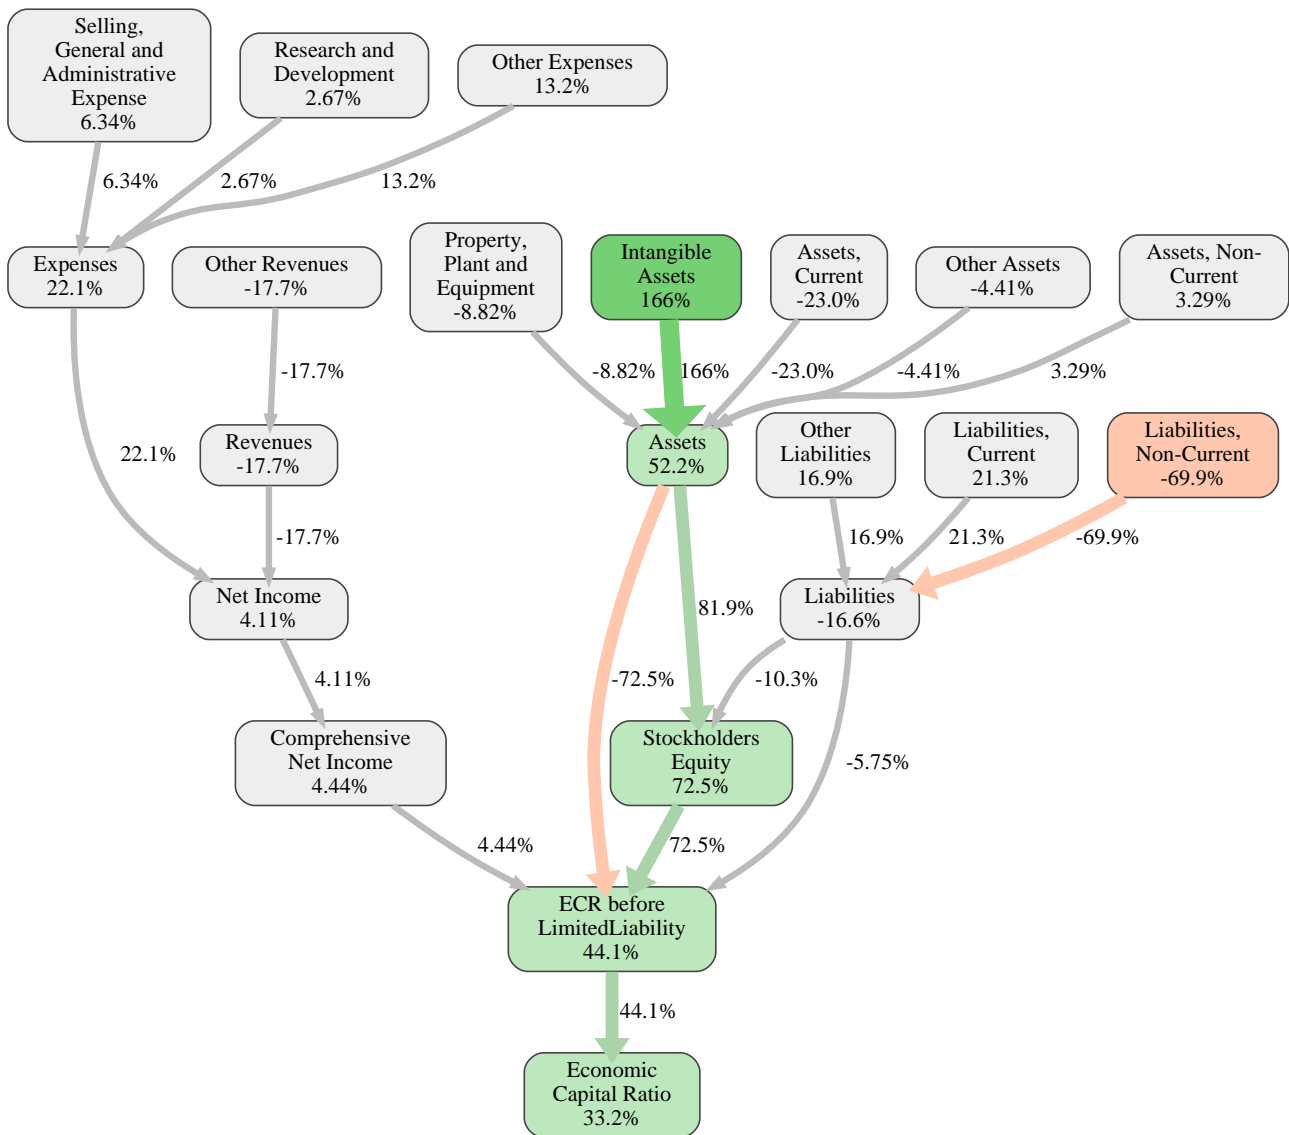 Selling,
General and
Administrative
Expense
6.34%
Research and
Development
2.67%
Other Expenses
13.2%
6.34%
2.67%
13.2%
Expenses
22.1%
Other Revenues
-17.7%
Property,
Plant and
Equipment
-8.82%
Intangible
Assets
166%
Assets,
Current
-23.0%
Other Assets
-4.41%
Assets, Non-
Current
3.29%
-17.7%
-8.82%
166%
-23.0%
-4.41%
3.29%
22.1%
Revenues
-17.7%
Assets
52.2%
Other
Liabilities
16.9%
Liabilities,
Current
21.3%
Liabilities,
Non-Current
-69.9%
-17.7%
16.9%
21.3%
-69.9%
Net Income
4.11%
81.9%
Liabilities
-16.6%
4.11%
-72.5%
-10.3%
Comprehensive
Net Income
4.44%
Stockholders
Equity
72.5%
-5.75%
4.44%
72.5%
ECR before
LimitedLiability
44.1%
44.1%
Economic
Capital Ratio
33.2%